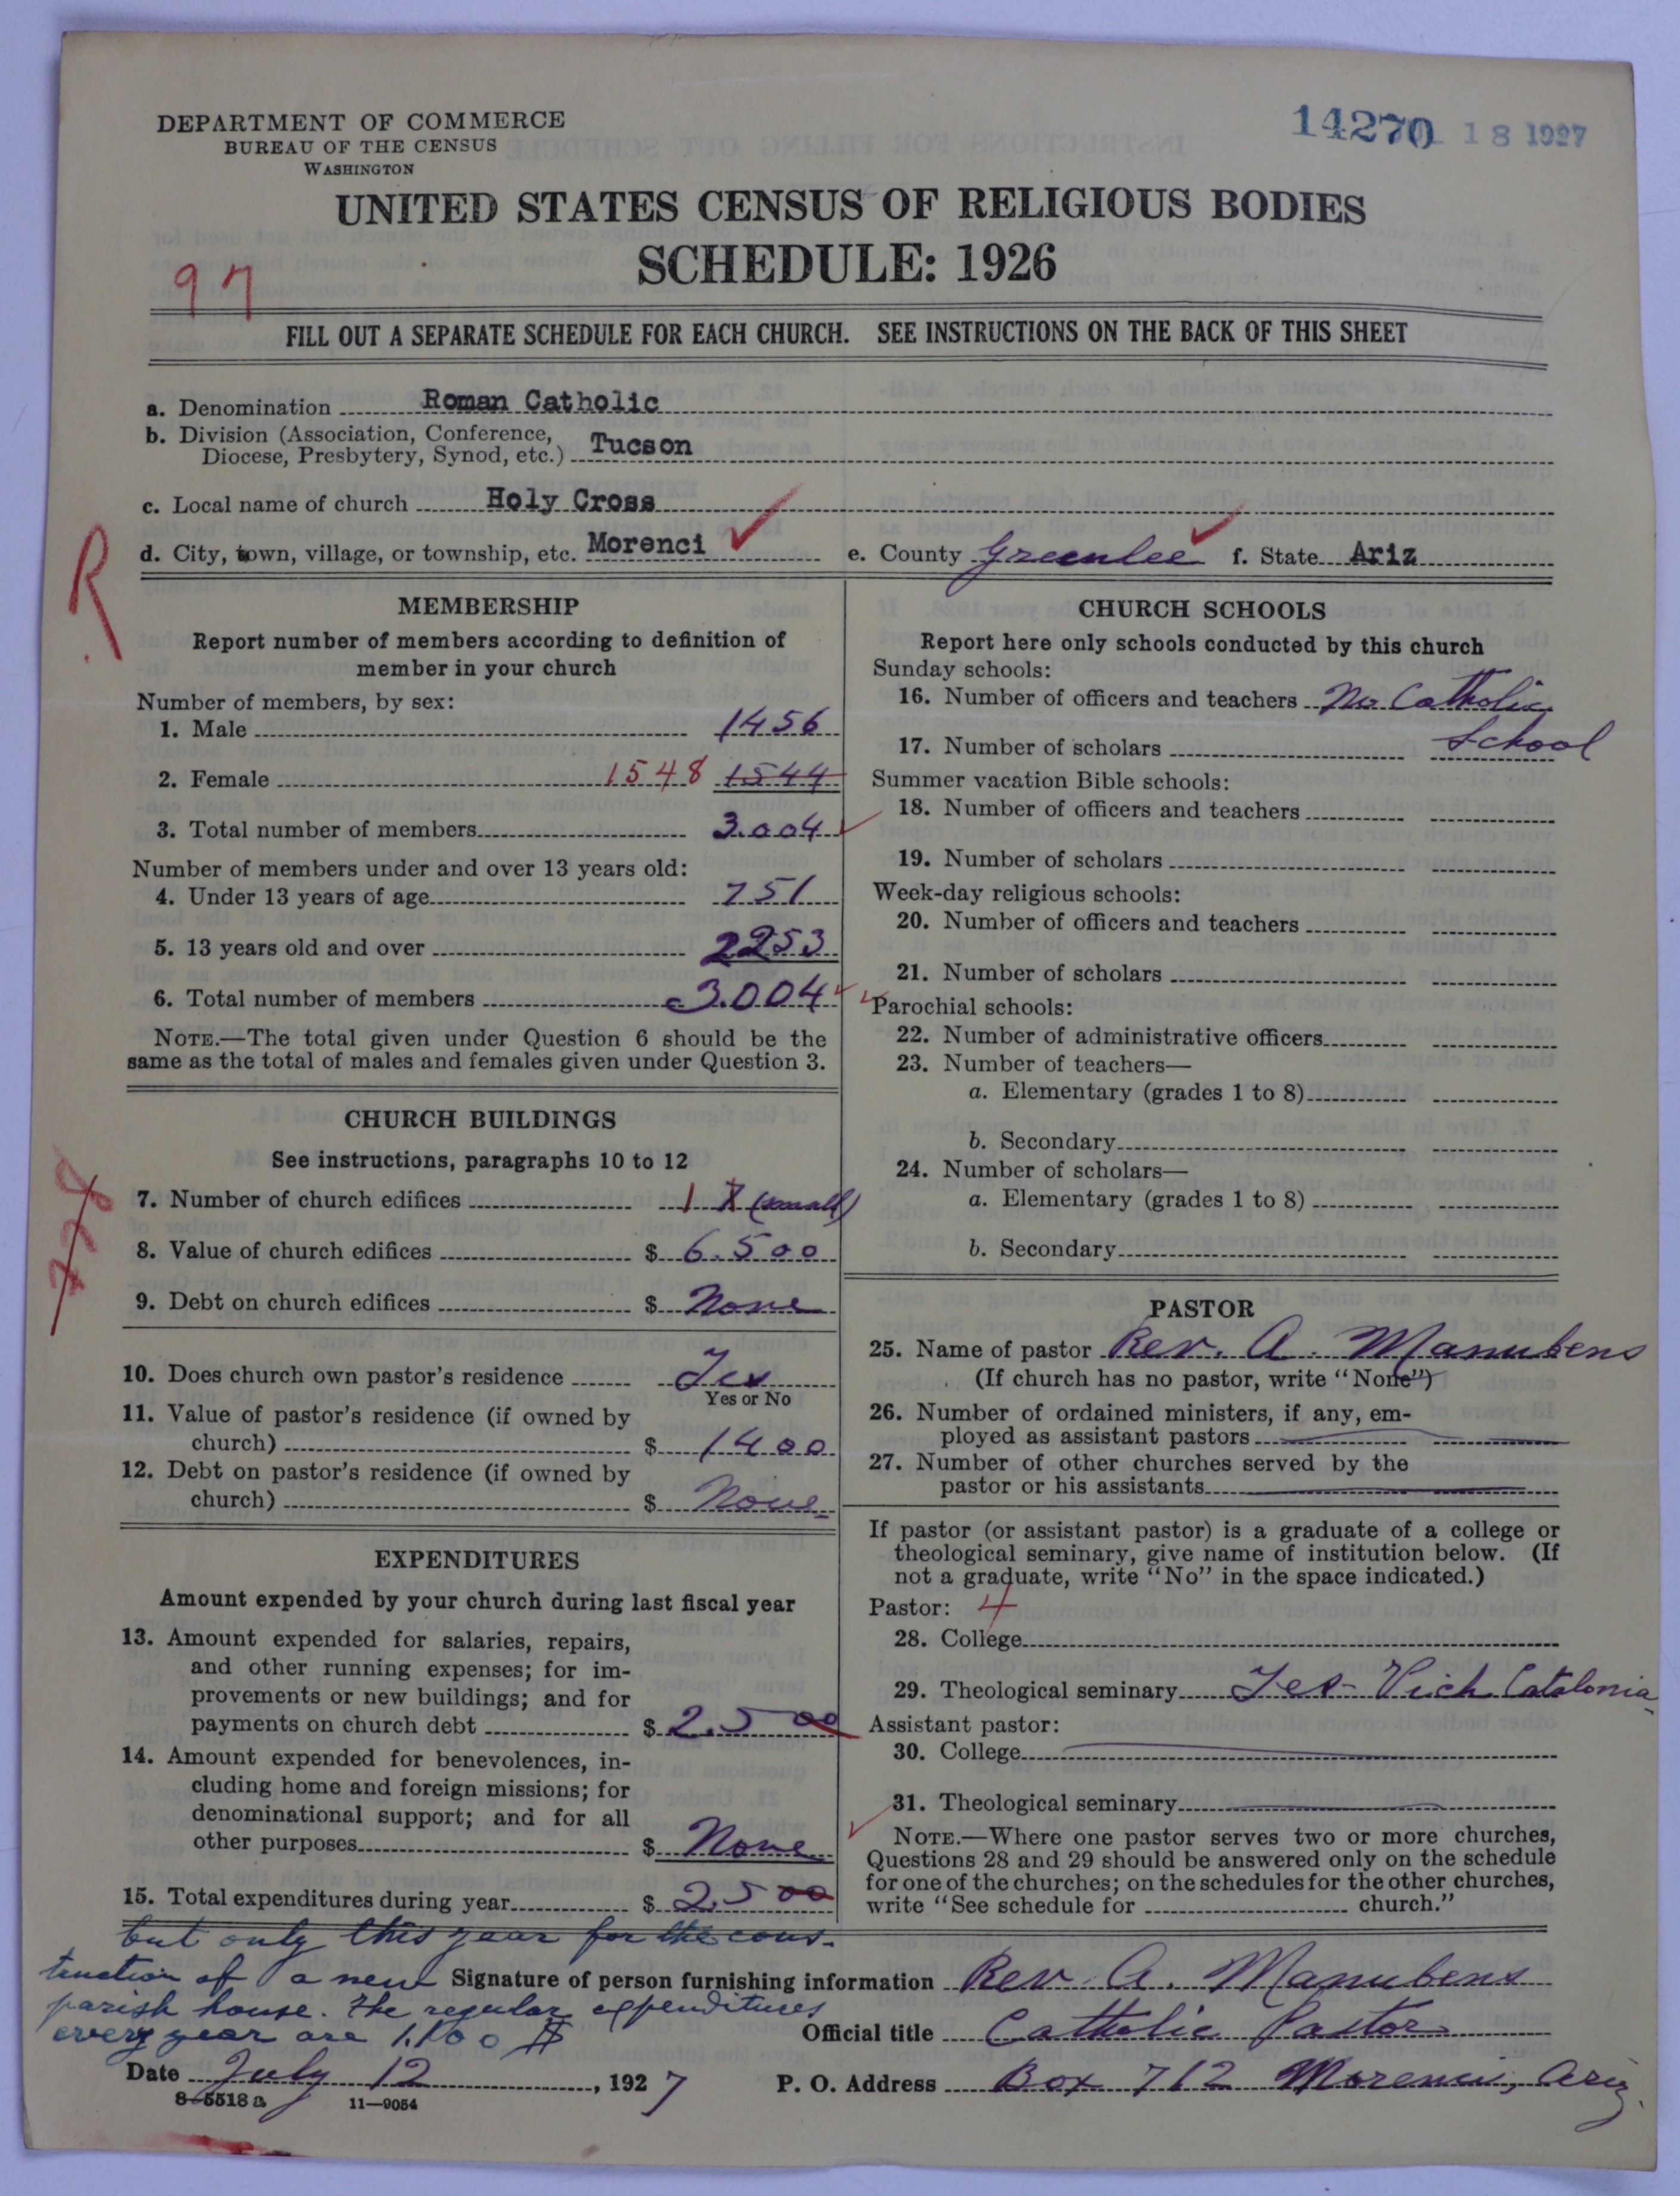 DEPARTMENT OF COMMERCE
BUREAU OF THE CENSUS
WASHINGTON
14270 18 1927
UNITED STATES CENSUS OF RELIGIOUS BODIES
SCHEDULE: 1926
97
FILL OUT A SEPARATE SCHEDULE FOR EACH CHURCH. SEE INSTRUCTIONS ON THE BACK OF THIS SHEET
a. Denomination Roman Catholic
b. Division (Association, Conference,
Diocese, Presbytery, Synod, etc.) Tucson
c. Local name of church Holy Cross
d. City, town, village, or township, etc. Morenci e. County Greenlee f. State Ariz
R
MEMBERSHIP
Report number of members according to definition of
member in your church
Number of members, by sex:
1. Male 1456
2. Female 1548 1544
3. Total number of members 3.004
Number of members under and over 13 years old:
4. Under 13 years of age 751
5. 13 years old and over 2253
6. Total number of members 3.004
NOTE.—The total given under Question 6 should be the
same as the total of males and females given under Question 3.
CHURCH BUILDINGS
See instructions, paragraphs 10 to 12
7. Number of church edifices 1 (small)
8. Value of church edifices $ 6.500
9. Debt on church edifices $ None
10. Does church own pastor's residence Yes
Yes or No
11. Value of pastor's residence (if owned by
church) $ 1400
12. Debt on pastor's residence (if owned by
church) $ None
EXPENDITURES
Amount expended by your church during last fiscal year
13. Amount expended for salaries, repairs,
and other running expenses; for im-
provements or new buildings; and for
payments on church debt $ 2.500
14. Amount expended for benevolences, in-
cluding home and foreign missions; for
denominational support; and for all
other purposes $ None
15. Total expenditures during year $ 2.500
but only this year for the cons-
truction of a new
parish house. The regular expenditures
every year are $
CHURCH SCHOOLS
Report here only schools conducted by this church
Sunday schools:
16. Number of officers and teachers No Catholic
17. Number of scholars School
Summer vacation Bible schools:
18. Number of officers and teachers
19. Number of scholars
Week-day religious schools:
20. Number of officers and teachers
21. Number of scholars
Parochial schools:
22. Number of administrative officers
23. Number of teachers—
a. Elementary (grades 1 to 8)
b. Secondary
24. Number of scholars—
a. Elementary (grades 1 to 8)
b. Secondary
PASTOR
25. Name of pastor Rev. A. Manubens
(If church has no pastor, write "None")
26. Number of ordained ministers, if any, em-
ployed as assistant pastors
27. Number of other churches served by the
pastor or his assistants
If pastor (or assistant pastor) is a graduate of a college or
theological seminary, give name of institution below. (If
not a graduate, write "No" in the space indicated.)
Pastor: 4
28. College
29. Theological seminary Yes - Vich Catalonia
Assistant pastor:
30. College
31. Theological seminary
NOTE.—Where one pastor serves two or more churches,
Questions 28 and 29 should be answered only on the schedule
for one of the churches; on the schedules for the other churches,
write "See schedule for church."
Signature of person furnishing information Rev. A. Manubens
Official title Catholic Pastor
Date July 12, 1927 P. O. Address Box 712 Morenci, Ariz.
8-5518a 11—9054